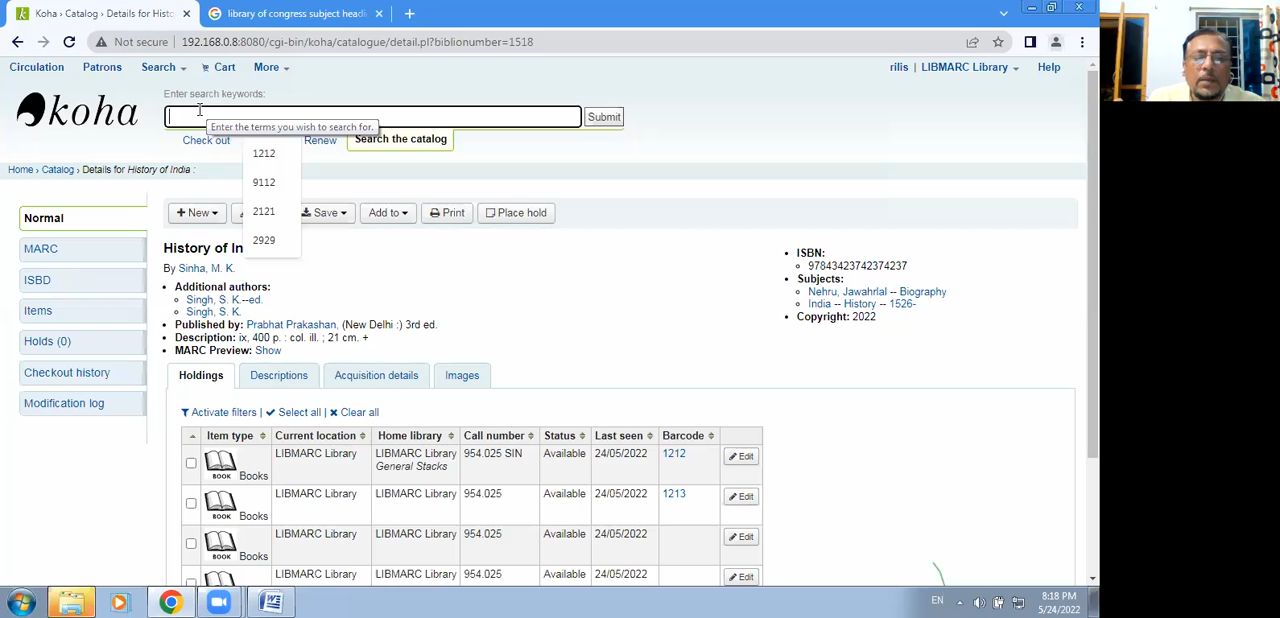 Koha › Catalog › Details for Histo
library of congress subject headi
Not secure 192.168.0.8:8080/cgi-bin/koha/catalogue/detail.pl?biblionumber=1518
Circulation Patrons Search Cart More rilis | LIBMARC Library Help
Enter search keywords:
koha
Submit
Enter the terms you wish to search for.
Check out Renew Search the catalog
1212
9112
2121
2929
Home › Catalog › Details for History of India :
Normal
MARC
ISBD
Items
Holds (0)
Checkout history
Modification log
New Save Add to Print Place hold
History of In
By Sinha, M. K.
Additional authors:
Singh, S. K.--ed.
Singh, S. K.
Published by: Prabhat Prakashan, (New Delhi :) 3rd ed.
Description: ix, 400 p. : col. ill. ; 21 cm. +
MARC Preview: Show
ISBN:
97843423742374237
Subjects:
Nehru, Jawahrlal -- Biography
India -- History -- 1526-
Copyright: 2022
Holdings Descriptions Acquisition details Images
Activate filters | Select all | Clear all
Item type Current location Home library Call number Status Last seen Barcode
BOOK Books LIBMARC Library LIBMARC Library General Stacks 954.025 SIN Available 24/05/2022 1212 Edit
BOOK Books LIBMARC Library LIBMARC Library 954.025 Available 24/05/2022 1213 Edit
BOOK Books LIBMARC Library LIBMARC Library 954.025 Available 24/05/2022 Edit
LIBMARC Library LIBMARC Library 954.025 Available 24/05/2022 Edit
EN
8:18 PM
5/24/2022